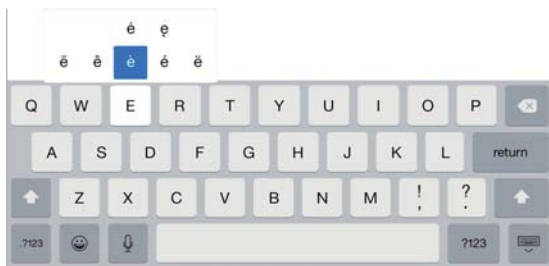 ė ę
ē ê è é ë
Q W E R T Y U I O P
A S D F G H J K L return
Z X C V B N M ! , ? .
.?123 ?123